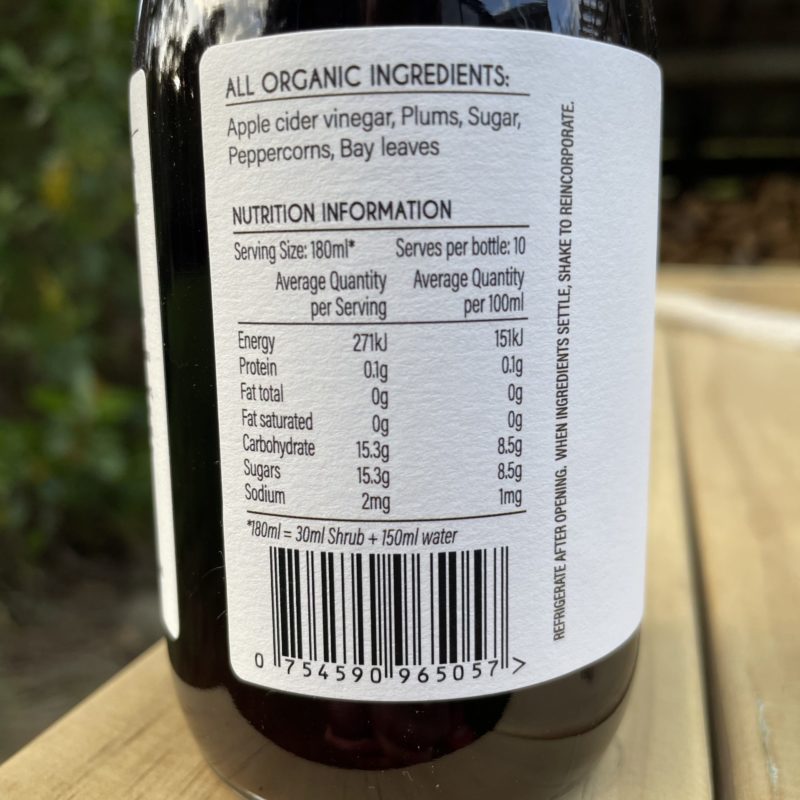 ALL ORGANIC INGREDIENTS:
Apple cider vinegar, Plums, Sugar,
Peppercorns, Bay leaves
NUTRITION INFORMATION
Serving Size: 180ml* Serves per bottle: 10
Average Quantity Average Quantity
per Serving per 100ml
Energy 271kJ 151kJ
Protein 0.1g 0.1g
Fat total 0g 0g
Fat saturated 0g 0g
Carbohydrate 15.3g 8.5g
Sugars 15.3g 8.5g
Sodium 2mg 1mg
*180ml = 30ml Shrub + 150ml water
0 754590 965057 >
REFRIGERATE AFTER OPENING. WHEN INGREDIENTS SETTLE, SHAKE TO REINCORPORATE.